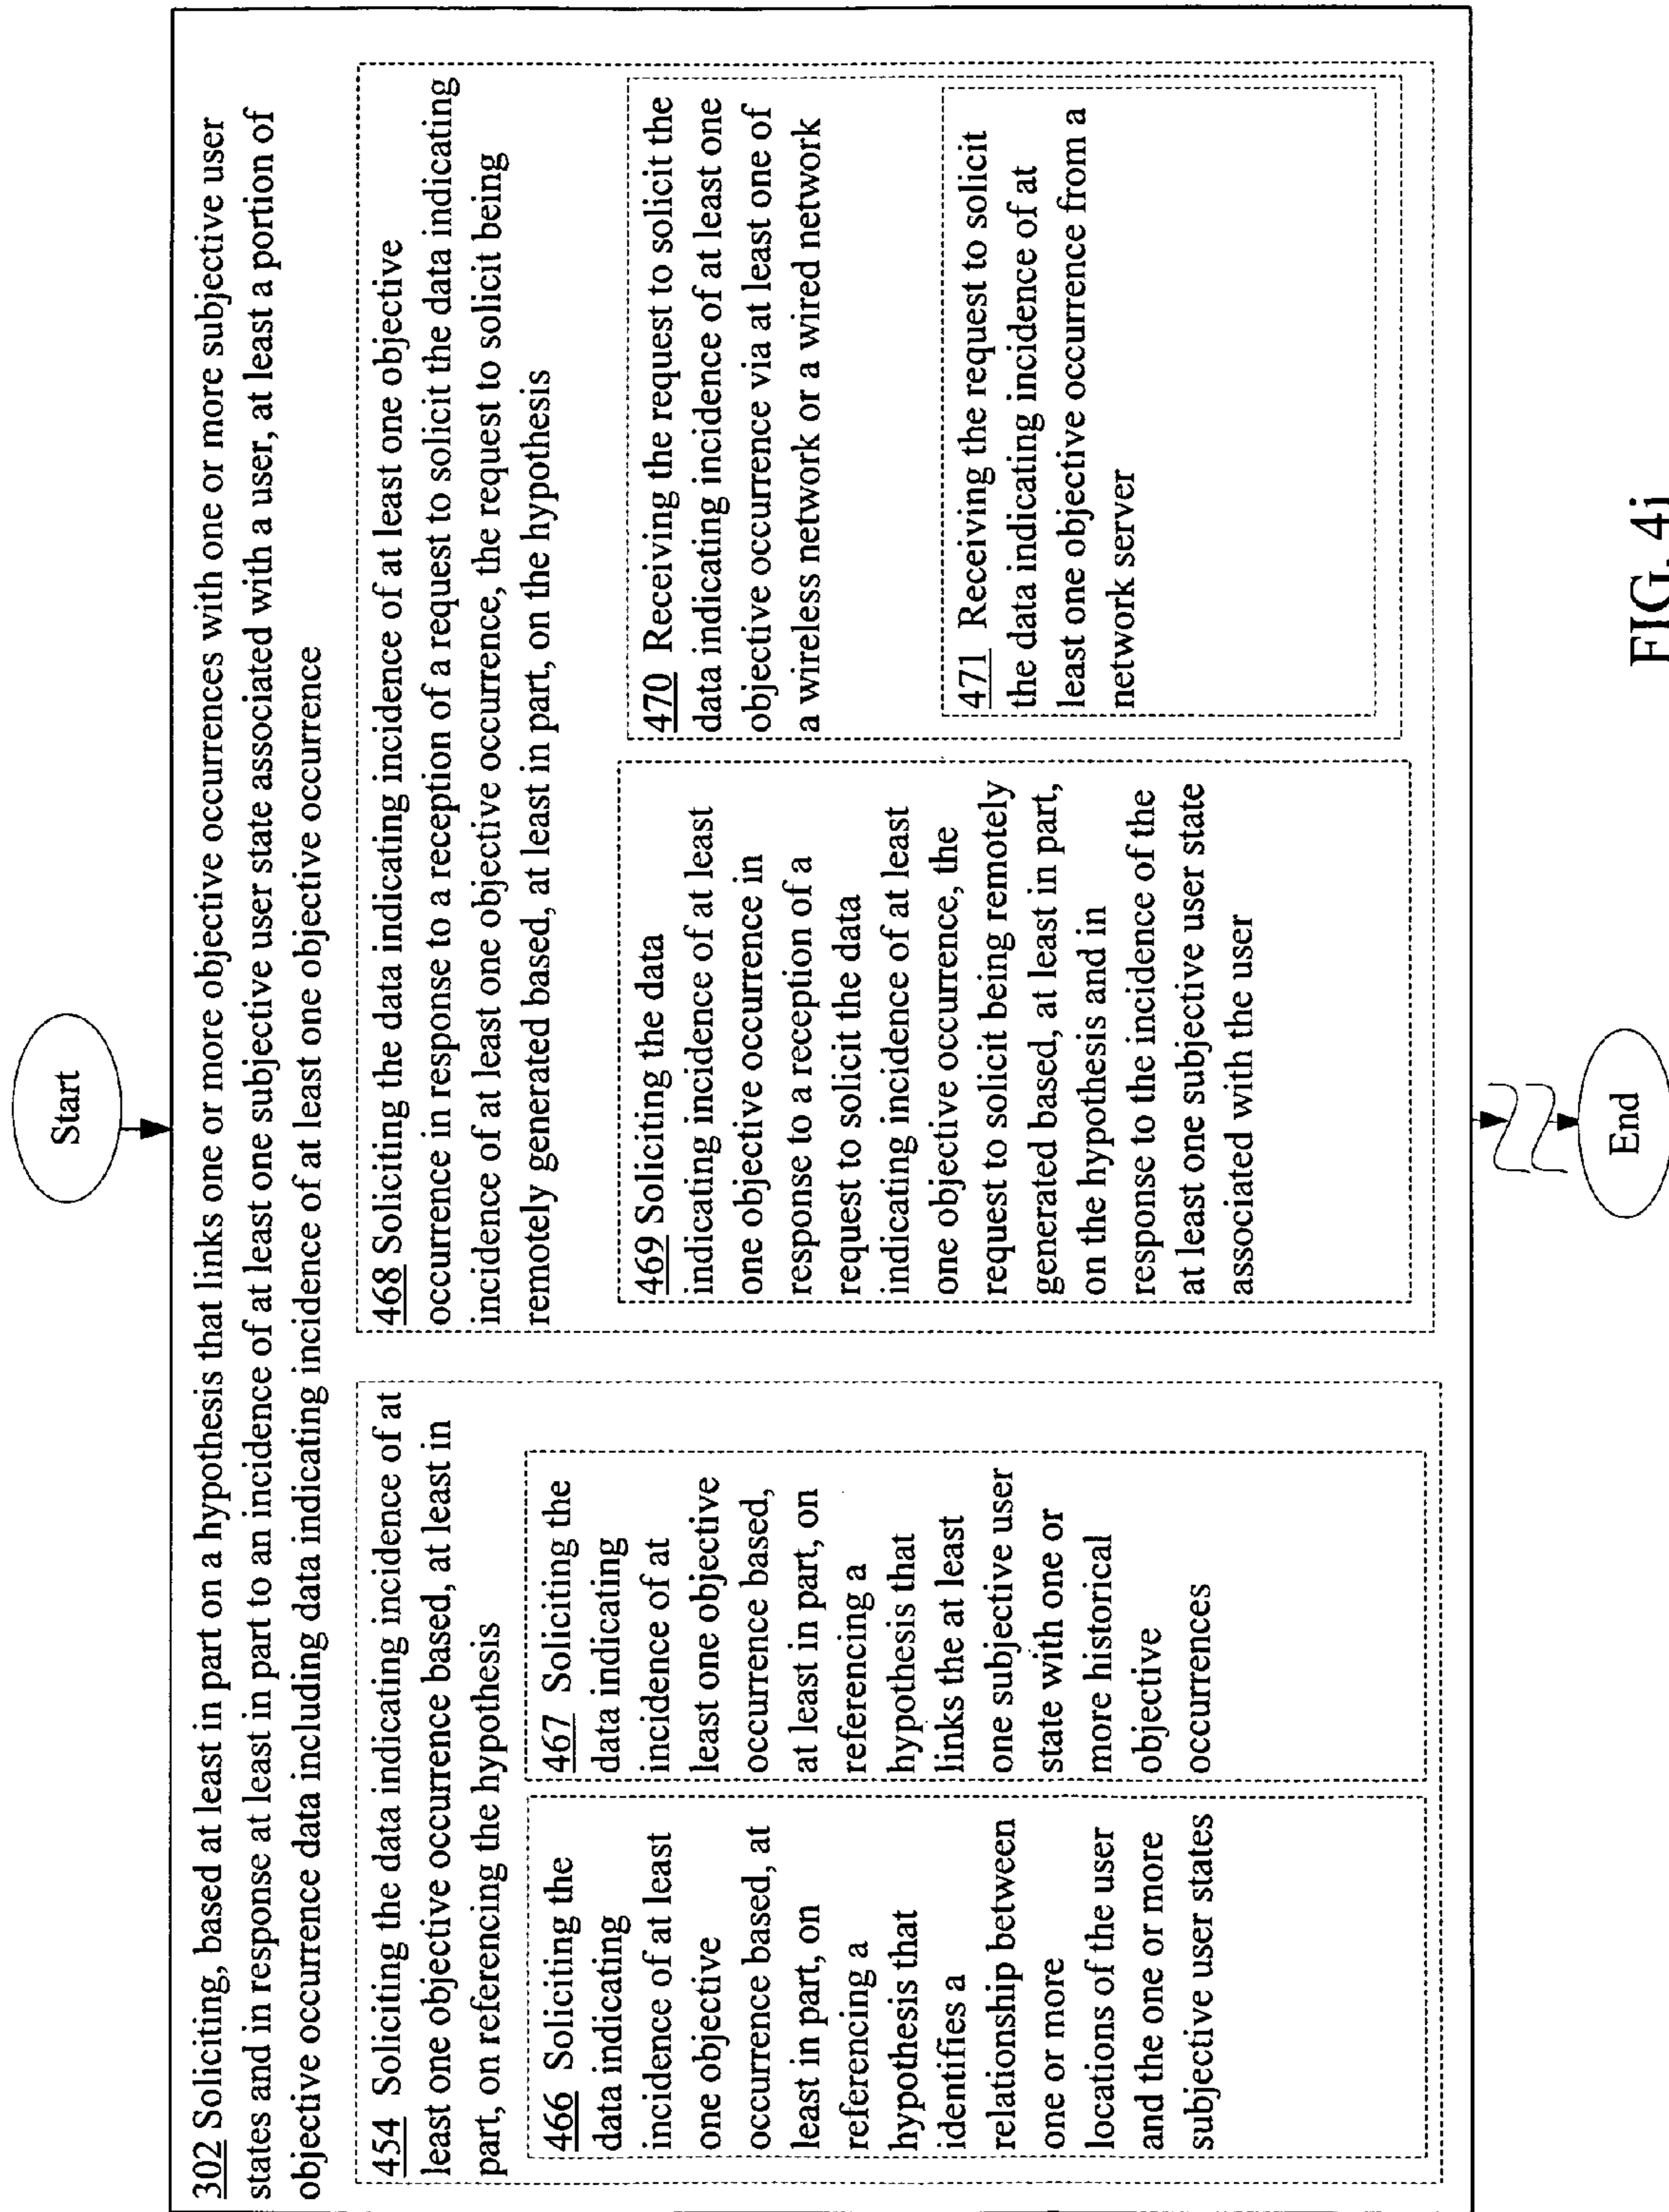 Start
302 Soliciting, based at least in part on a hypothesis that links one or more objective occurrences with one or more subjective user
states and in response at least in part to an incidence of at least one subjective user state associated with a user, at least a portion of
objective occurrence data including data indicating incidence of at least one objective occurrence
454 Soliciting the data indicating incidence of at
least one objective occurrence based, at least in
part, on referencing the hypothesis
466 Soliciting the
data indicating
incidence of at least
one objective
occurrence based, at
least in part, on
referencing a
hypothesis that
identifies a
relationship between
one or more
locations of the user
and the one or more
subjective user states
467 Soliciting the
data indicating
incidence of at
least one objective
occurrence based,
at least in part, on
referencing a
hypothesis that
links the at least
one subjective user
state with one or
more historical
objective
occurrences
468 Soliciting the data indicating incidence of at least one objective
occurrence in response to a reception of a request to solicit the data indicating
incidence of at least one objective occurrence, the request to solicit being
remotely generated based, at least in part, on the hypothesis
469 Soliciting the data
indicating incidence of at least
one objective occurrence in
response to a reception of a
request to solicit the data
indicating incidence of at least
one objective occurrence, the
request to solicit being remotely
generated based, at least in part,
on the hypothesis and in
response to the incidence of the
at least one subjective user state
associated with the user
470 Receiving the request to solicit the
data indicating incidence of at least one
objective occurrence via at least one of
a wireless network or a wired network
471 Receiving the request to solicit
the data indicating incidence of at
least one objective occurrence from a
network server
End
FIG. 4j